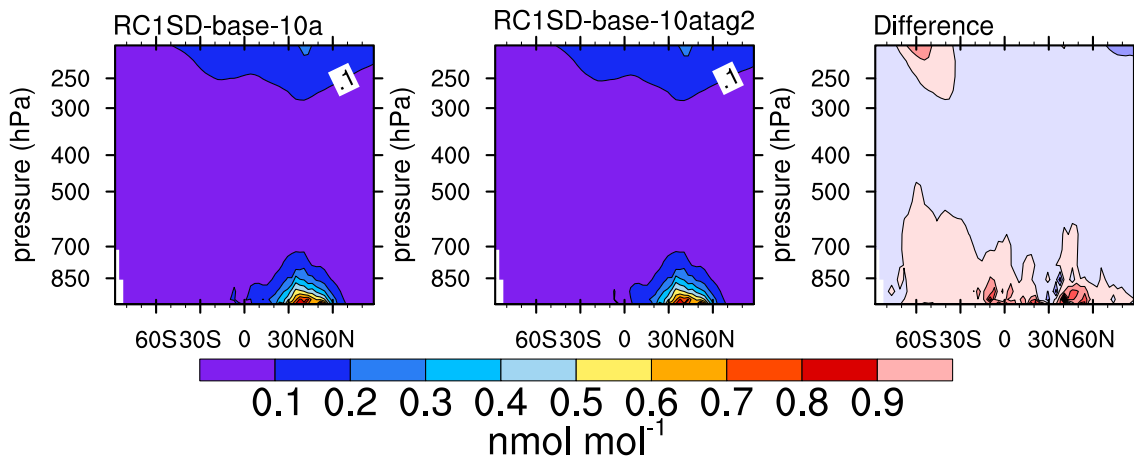 RC1SD-base-10a
RC1SD-base-10atag2
Difference
pressure (hPa)
250
300
400
500
700
850
.1
60S30S 0 30N60N
pressure (hPa)
250
300
400
500
700
850
.1
60S30S 0 30N60N
pressure (hPa)
250
300
400
500
700
850
60S30S 0 30N60N
0.1 0.2 0.3 0.4 0.5 0.6 0.7 0.8 0.9
nmol mol⁻¹